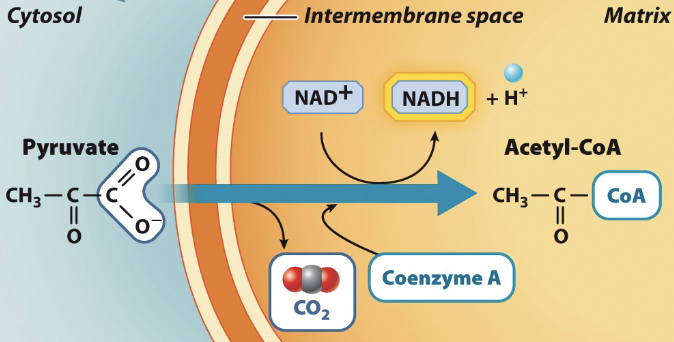 Cytosol
Intermembrane space
Matrix
NAD+
NADH
+ H+
Pyruvate
Acetyl-CoA
O
CH3—C—C
O−
O
CH3—C—
CoA
O
CO2
Coenzyme A